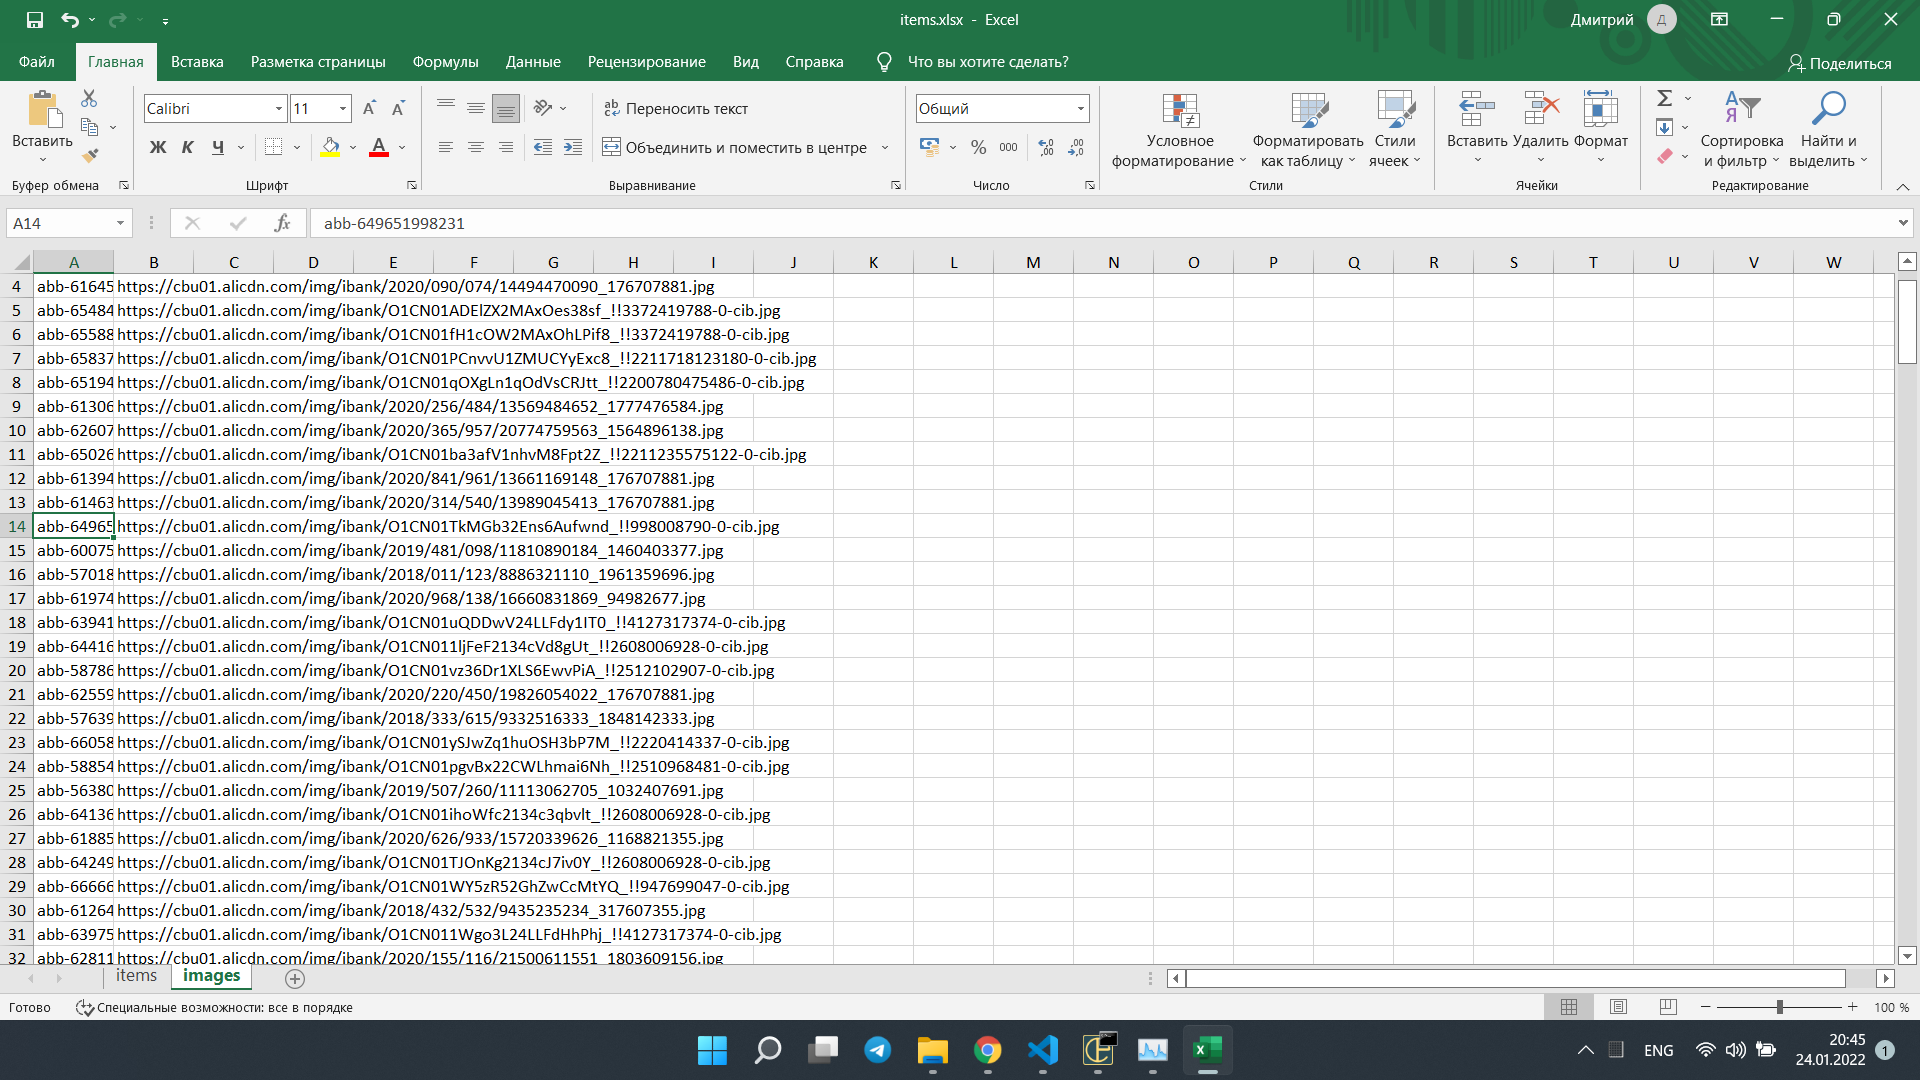 items.xlsx - Excel
Дмитрий
Д
Файл
Главная
Вставка
Разметка страницы
Формулы
Данные
Рецензирование
Вид
Справка
Что вы хотите сделать?
Поделиться
Вставить
Буфер обмена
Calibri
11
Ж К Ч
Шрифт
Переносить текст
Объединить и поместить в центре
Выравнивание
Общий
% 000
Число
Условное форматирование
Форматировать как таблицу
Стили ячеек
Стили
Вставить
Удалить
Формат
Ячейки
Сортировка и фильтр
Найти и выделить
Редактирование
A14
fx
abb-649651998231
A B C D E F G H I J K L M N O P Q R S T U V W
4 abb-61645 https://cbu01.alicdn.com/img/ibank/2020/090/074/14494470090_176707881.jpg
5 abb-65484 https://cbu01.alicdn.com/img/ibank/O1CN01ADElZX2MAxOes38sf_!!3372419788-0-cib.jpg
6 abb-65588 https://cbu01.alicdn.com/img/ibank/O1CN01fH1cOW2MAxOhLPif8_!!3372419788-0-cib.jpg
7 abb-65837 https://cbu01.alicdn.com/img/ibank/O1CN01PCnvvU1ZMUCYyExc8_!!2211718123180-0-cib.jpg
8 abb-65194 https://cbu01.alicdn.com/img/ibank/O1CN01qOXgLn1qOdVsCRJtt_!!2200780475486-0-cib.jpg
9 abb-61306 https://cbu01.alicdn.com/img/ibank/2020/256/484/13569484652_1777476584.jpg
10 abb-62607 https://cbu01.alicdn.com/img/ibank/2020/365/957/20774759563_1564896138.jpg
11 abb-65026 https://cbu01.alicdn.com/img/ibank/O1CN01ba3afV1nhvM8Fpt2Z_!!2211235575122-0-cib.jpg
12 abb-61394 https://cbu01.alicdn.com/img/ibank/2020/841/961/13661169148_176707881.jpg
13 abb-61463 https://cbu01.alicdn.com/img/ibank/2020/314/540/13989045413_176707881.jpg
14 abb-64965 https://cbu01.alicdn.com/img/ibank/O1CN01TkMGb32Ens6Aufwnd_!!998008790-0-cib.jpg
15 abb-60075 https://cbu01.alicdn.com/img/ibank/2019/481/098/11810890184_1460403377.jpg
16 abb-57018 https://cbu01.alicdn.com/img/ibank/2018/011/123/8886321110_1961359696.jpg
17 abb-61974 https://cbu01.alicdn.com/img/ibank/2020/968/138/16660831869_94982677.jpg
18 abb-63941 https://cbu01.alicdn.com/img/ibank/O1CN01uQDDwV24LLFdy1IT0_!!4127317374-0-cib.jpg
19 abb-64416 https://cbu01.alicdn.com/img/ibank/O1CN011ljFeF2134cVd8gUt_!!2608006928-0-cib.jpg
20 abb-58786 https://cbu01.alicdn.com/img/ibank/O1CN01vz36Dr1XLS6EwvPiA_!!2512102907-0-cib.jpg
21 abb-62559 https://cbu01.alicdn.com/img/ibank/2020/220/450/19826054022_176707881.jpg
22 abb-57639 https://cbu01.alicdn.com/img/ibank/2018/333/615/9332516333_1848142333.jpg
23 abb-66058 https://cbu01.alicdn.com/img/ibank/O1CN01ySJwZq1huOSH3bP7M_!!2220414337-0-cib.jpg
24 abb-58854 https://cbu01.alicdn.com/img/ibank/O1CN01pgvBx22CWLhmai6Nh_!!2510968481-0-cib.jpg
25 abb-56380 https://cbu01.alicdn.com/img/ibank/2019/507/260/11113062705_1032407691.jpg
26 abb-64136 https://cbu01.alicdn.com/img/ibank/O1CN01ihoWfc2134c3qbvlt_!!2608006928-0-cib.jpg
27 abb-61885 https://cbu01.alicdn.com/img/ibank/2020/626/933/15720339626_1168821355.jpg
28 abb-64249 https://cbu01.alicdn.com/img/ibank/O1CN01TJOnKg2134cJ7iv0Y_!!2608006928-0-cib.jpg
29 abb-66666 https://cbu01.alicdn.com/img/ibank/O1CN01WY5zR52GhZwCcMtYQ_!!947699047-0-cib.jpg
30 abb-61264 https://cbu01.alicdn.com/img/ibank/2018/432/532/9435235234_317607355.jpg
31 abb-63975 https://cbu01.alicdn.com/img/ibank/O1CN011Wgo3L24LLFdHhPhj_!!4127317374-0-cib.jpg
32 abb-62811 https://cbu01.alicdn.com/img/ibank/2020/155/116/21500611551_1803609156.jpg
items
images
Готово
Специальные возможности: все в порядке
100 %
ENG
20:45
24.01.2022
1